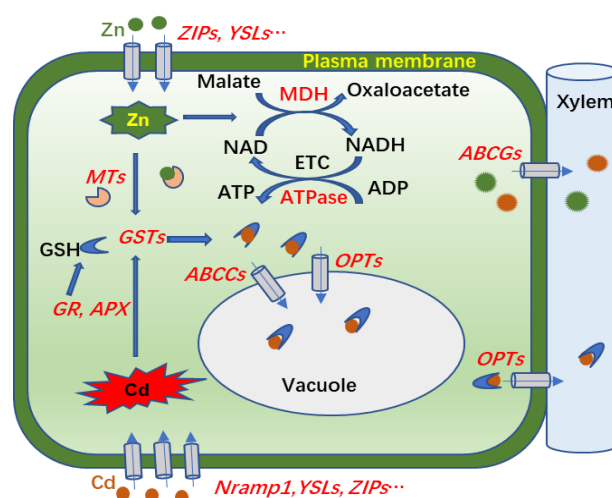 Zn
ZIPs, YSLs···
Plasma membrane
Malate
MDH
Oxaloacetate
Xylem
Zn
NAD
ETC
NADH
ABCGs
MTs
ATP
ATPase
ADP
GSH
GSTs
ABCCs
OPTs
GR, APX
OPTs
Cd
Vacuole
Cd
Nramp1,YSLs, ZIPs···